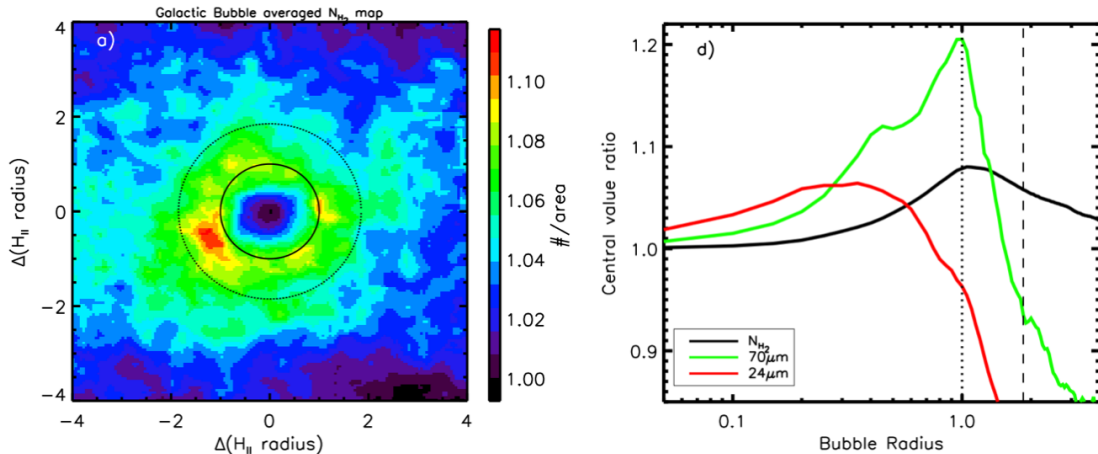 Galactic Bubble averaged N_H₂ map
a)
4
2
0
−2
−4
−4
−2
0
2
4
Δ(H_II radius)
Δ(H_II radius)
1.10
1.08
1.06
1.04
1.02
1.00
#/area
d)
1.2
1.1
1.0
0.9
Central value ratio
N_H₂
70μm
24μm
0.1
1.0
Bubble Radius